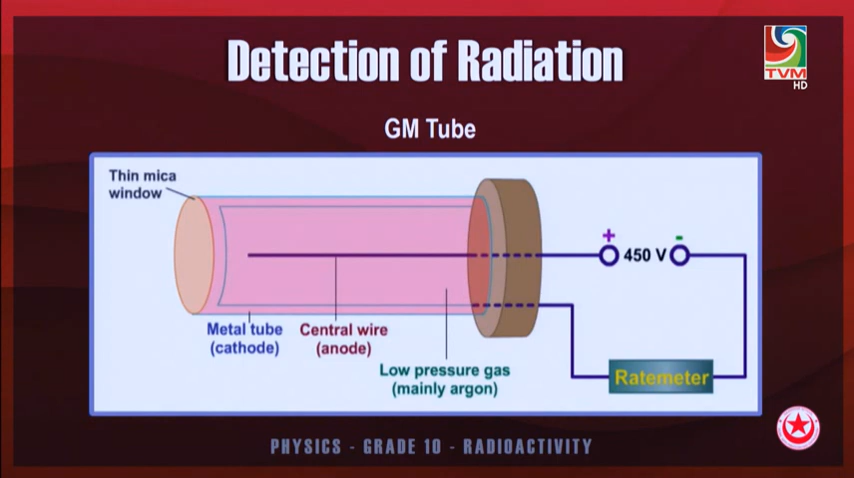 Detection of Radiation
TVM
HD
GM Tube
Thin mica
window
+
-
450 V
Metal tube
(cathode)
Central wire
(anode)
Low pressure gas
(mainly argon)
Ratemeter
PHYSICS - GRADE 10 - RADIOACTIVITY